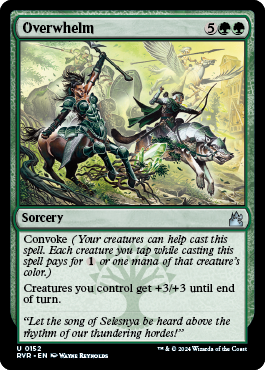 Overwhelm 5
Sorcery
Convoke (Your creatures can help cast this
spell. Each creature you tap while casting this
spell pays for 1 or one mana of that creature's
color.)
Creatures you control get +3/+3 until end
of turn.
"Let the song of Selesnya be heard above the
rhythm of our thundering hordes!"
U 0152
RVR • EN Wayne Reynolds
™ & © 2024 Wizards of the Coast